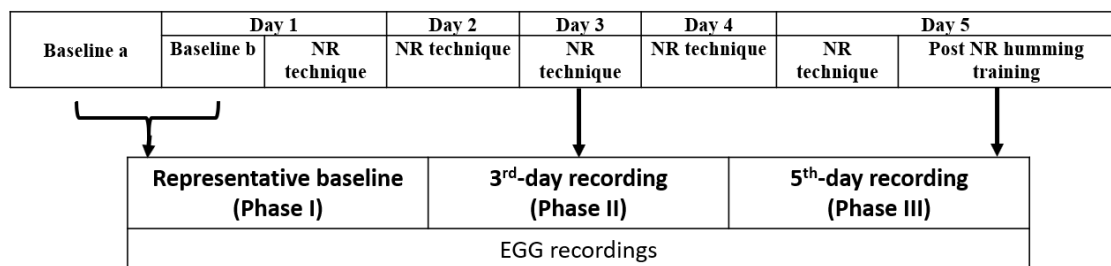 Day 1 Day 2 Day 3 Day 4 Day 5
Baseline a Baseline b NR technique NR technique NR technique NR technique NR technique Post NR humming training
Representative baseline (Phase I) 3rd-day recording (Phase II) 5th-day recording (Phase III)
EGG recordings